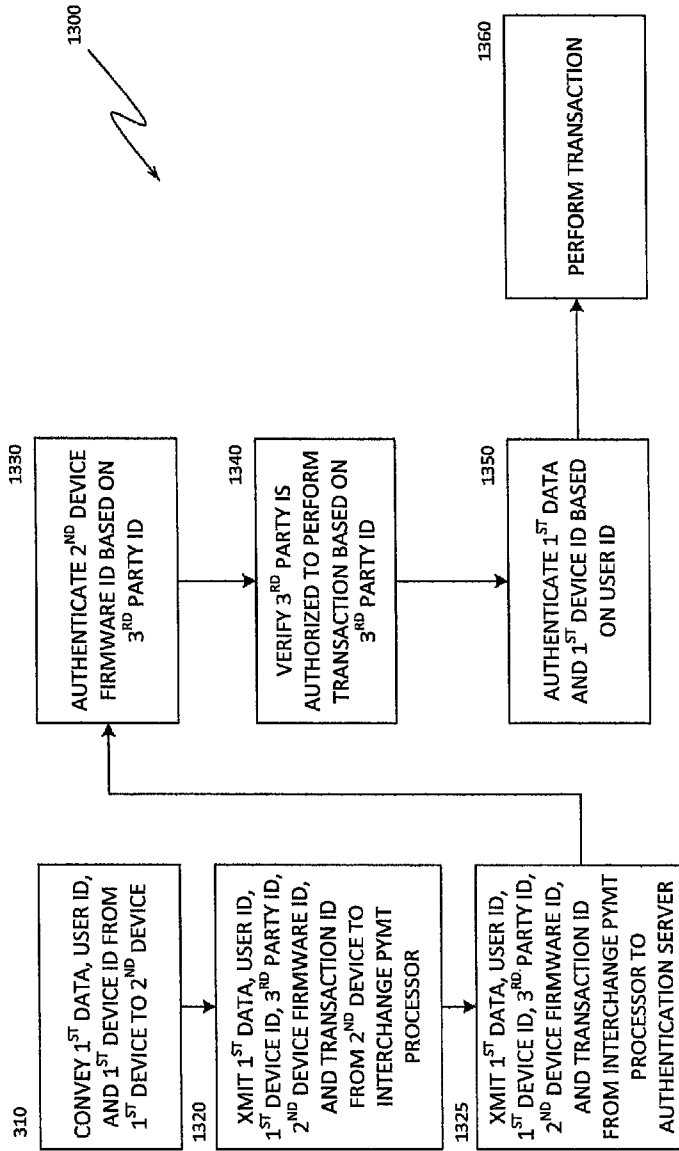 1300
310
CONVEY 1ST DATA, USER ID,
AND 1ST DEVICE ID FROM
1ST DEVICE TO 2ND DEVICE
1320
XMIT 1ST DATA, USER ID,
1ST DEVICE ID, 3RD PARTY ID,
2ND DEVICE FIRMWARE ID,
AND TRANSACTION ID
FROM 2ND DEVICE TO
INTERCHANGE PYMT
PROCESSOR
1325
XMIT 1ST DATA, USER ID,
1ST DEVICE ID, 3RD. PARTY ID,
2ND DEVICE FIRMWARE ID,
AND TRANSACTION ID
FROM INTERCHANGE PYMT
PROCESSOR TO
AUTHENTICATION SERVER
1330
AUTHENTICATE 2ND DEVICE
FIRMWARE ID BASED ON
3RD PARTY ID
1340
VERIFY 3RD PARTY IS
AUTHORIZED TO PERFORM
TRANSACTION BASED ON
3RD PARTY ID
1350
AUTHENTICATE 1ST DATA
AND 1ST DEVICE ID BASED
ON USER ID
1360
PERFORM TRANSACTION